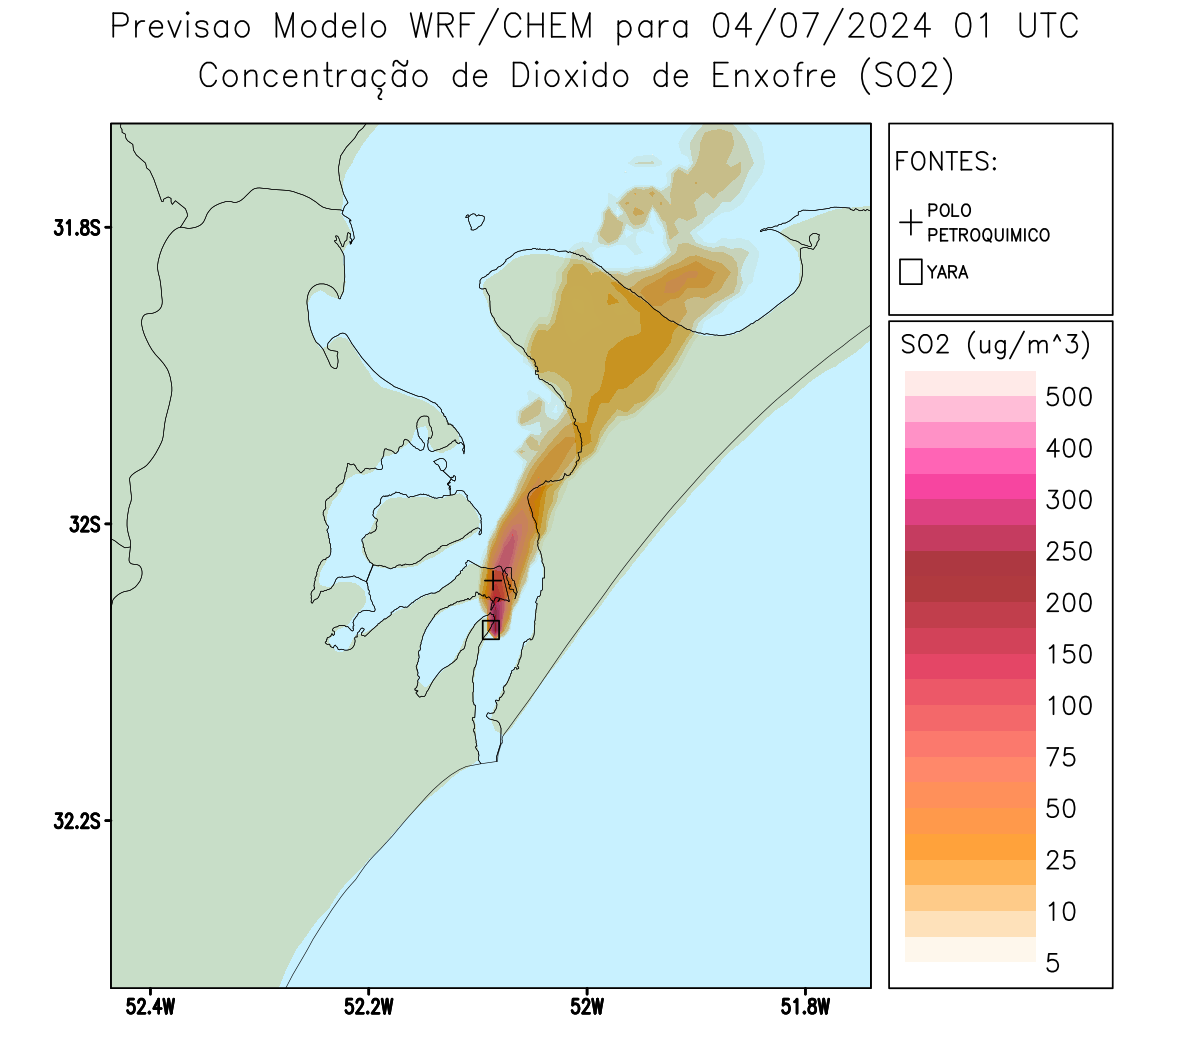 Previsao Modelo WRF/CHEM para 04/07/2024 01 UTC
Concentração de Dioxido de Enxofre (SO2)
FONTES:
POLO
PETROQUIMICO
YARA
31.8S
32S
32.2S
52.4W
52.2W
52W
51.8W
SO2 (ug/m^3)
500
400
300
250
200
150
100
75
50
25
10
5